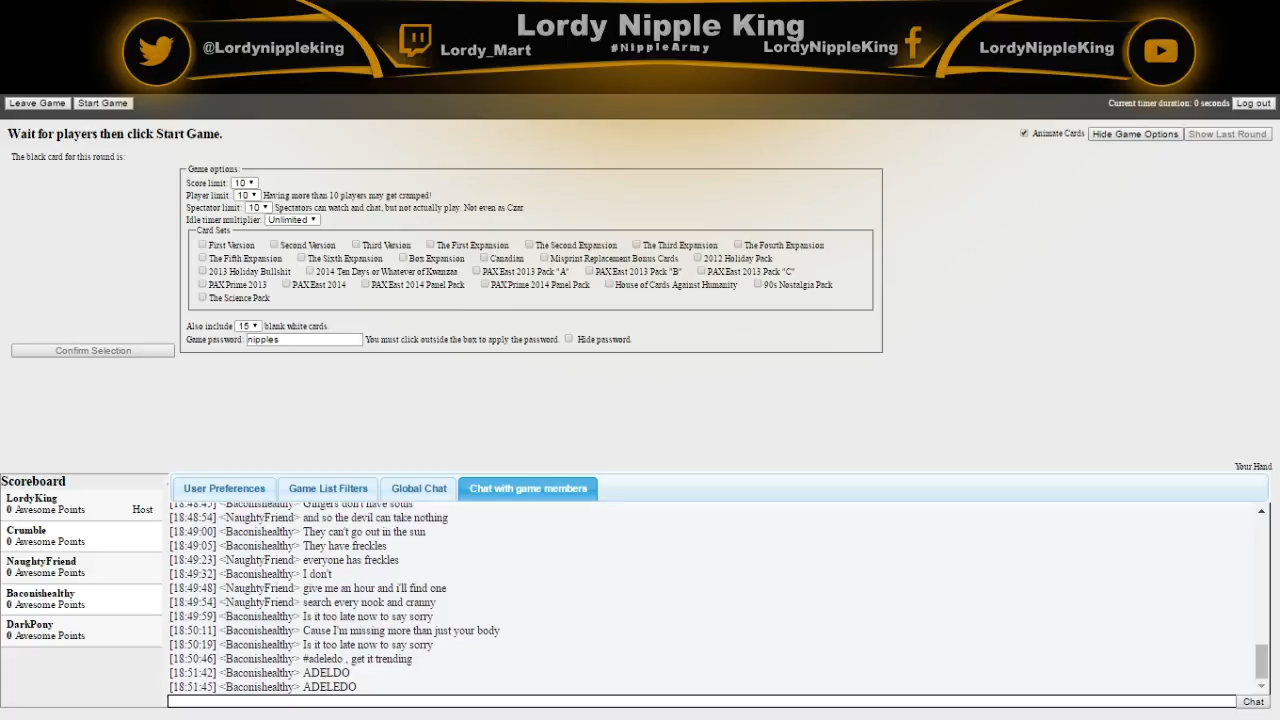 Lordy Nipple King
#NippleArmy
@Lordynippleking
Lordy_Mart
LordyNippleKing
LordyNippleKing
Leave Game Start Game
Current timer duration: 0 seconds Log out
Wait for players then click Start Game.
Animate Cards Hide Game Options Show Last Round
The black card for this round is:
Game options:
Score limit: 10
Player limit: 10 Having more than 10 players may get cramped!
Spectator limit: 10 Spectators can watch and chat, but not actually play. Not even as Czar.
Idle timer multiplier: Unlimited
Card Sets
First Version Second Version Third Version The First Expansion The Second Expansion The Third Expansion The Fourth Expansion
The Fifth Expansion The Sixth Expansion Box Expansion Canadian Misprint Replacement Bonus Cards 2012 Holiday Pack
2013 Holiday Bullshit 2014 Ten Days or Whatever of Kwanzaa PAX East 2013 Pack "A" PAX East 2013 Pack "B" PAX East 2013 Pack "C"
PAX Prime 2013 PAX East 2014 PAX East 2014 Panel Pack PAX Prime 2014 Panel Pack House of Cards Against Humanity 90s Nostalgia Pack
The Science Pack
Also include 15 blank white cards.
Game password: nipples You must click outside the box to apply the password. Hide password.
Confirm Selection
Your Hand
Scoreboard
LordyKing
0 Awesome Points Host
Crumble
0 Awesome Points
NaughtyFriend
0 Awesome Points
Baconishealthy
0 Awesome Points
DarkPony
0 Awesome Points
User Preferences Game List Filters Global Chat Chat with game members
[18:48:45] <Baconishealthy> Gingers don't have souls
[18:48:54] <NaughtyFriend> and so the devil can take nothing
[18:49:00] <Baconishealthy> They can't go out in the sun
[18:49:05] <Baconishealthy> They have freckles
[18:49:23] <NaughtyFriend> everyone has freckles
[18:49:32] <Baconishealthy> I don't
[18:49:48] <NaughtyFriend> give me an hour and i'll find one
[18:49:54] <NaughtyFriend> search every nook and cranny
[18:49:59] <Baconishealthy> Is it too late now to say sorry
[18:50:11] <Baconishealthy> Cause I'm missing more than just your body
[18:50:19] <Baconishealthy> Is it too late now to say sorry
[18:50:46] <Baconishealthy> #adeledo , get it trending
[18:51:42] <Baconishealthy> ADELDO
[18:51:45] <Baconishealthy> ADELEDO
Chat